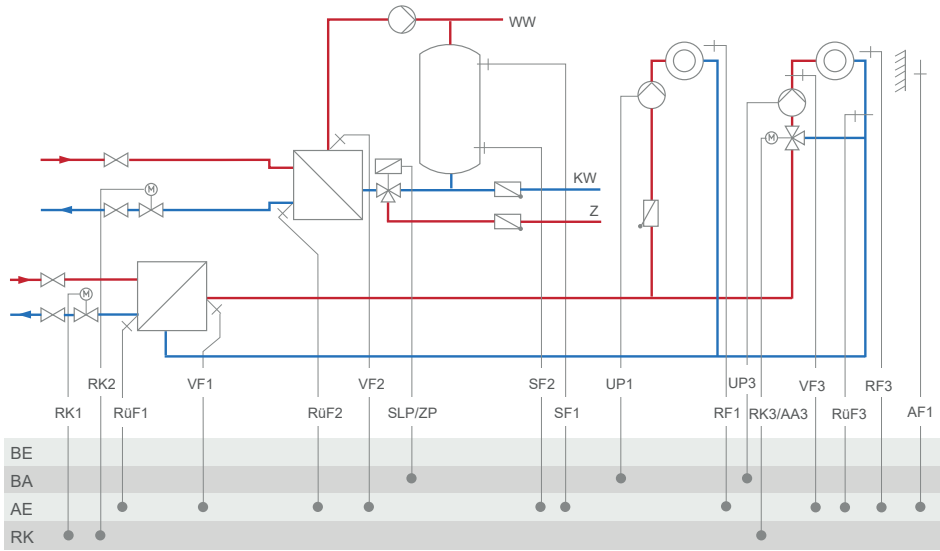 WW
KW
Z
M
M
M
RK2
VF1
VF2
SF2
UP1
UP3
VF3
RF3
RK1
RüF1
RüF2
SLP/ZP
SF1
RF1
RK3/AA3
RüF3
AF1
BE
BA
AE
RK